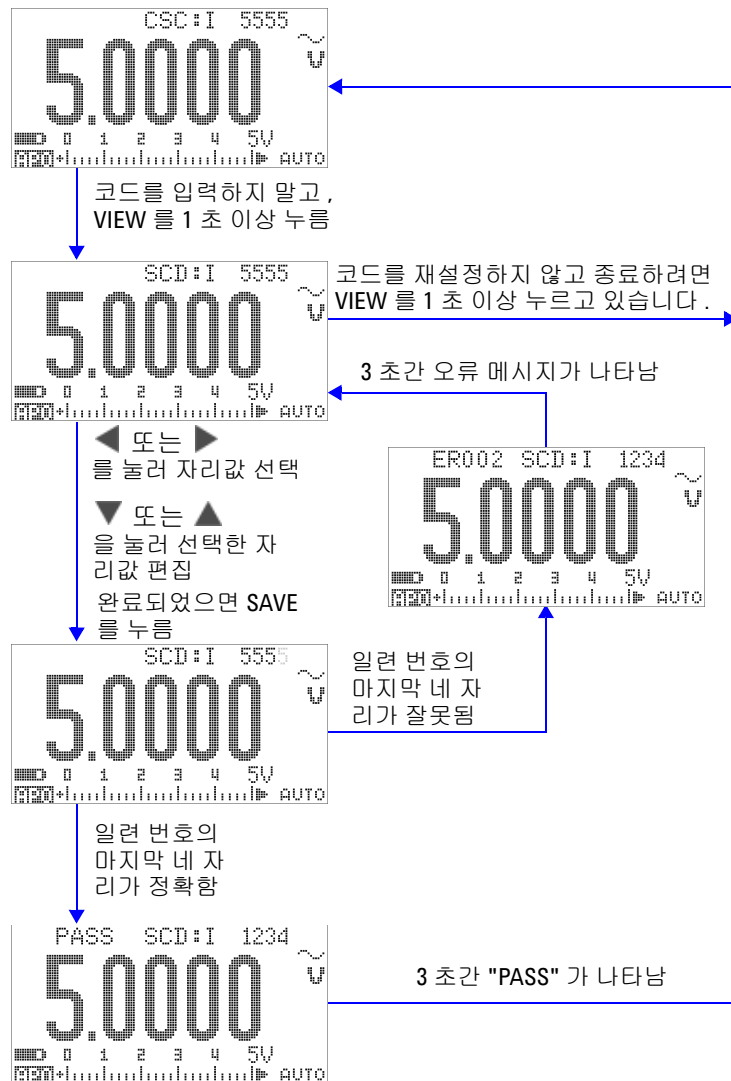 CSC:I 5555
5.0000 V
0 1 2 3 4 5V
APO AUTO
코드를 입력하지 말고 ,
VIEW 를 1 초 이상 누름
SCD:I 5555
5.0000 V
0 1 2 3 4 5V
APO AUTO
코드를 재설정하지 않고 종료하려면
VIEW 를 1 초 이상 누르고 있습니다 .
3 초간 오류 메시지가 나타남
또는
를 눌러 자리값 선택
또는
을 눌러 선택한 자
리값 편집
완료되었으면 SAVE
를 누름
ER002 SCD:I 1234
5.0000 V
0 1 2 3 4 5V
APO AUTO
SCD:I 5555
5.0000 V
0 1 2 3 4 5V
APO AUTO
일련 번호의
마지막 네 자
리가 잘못됨
일련 번호의
마지막 네 자
리가 정확함
PASS SCD:I 1234
5.0000 V
0 1 2 3 4 5V
APO AUTO
3 초간 "PASS" 가 나타남